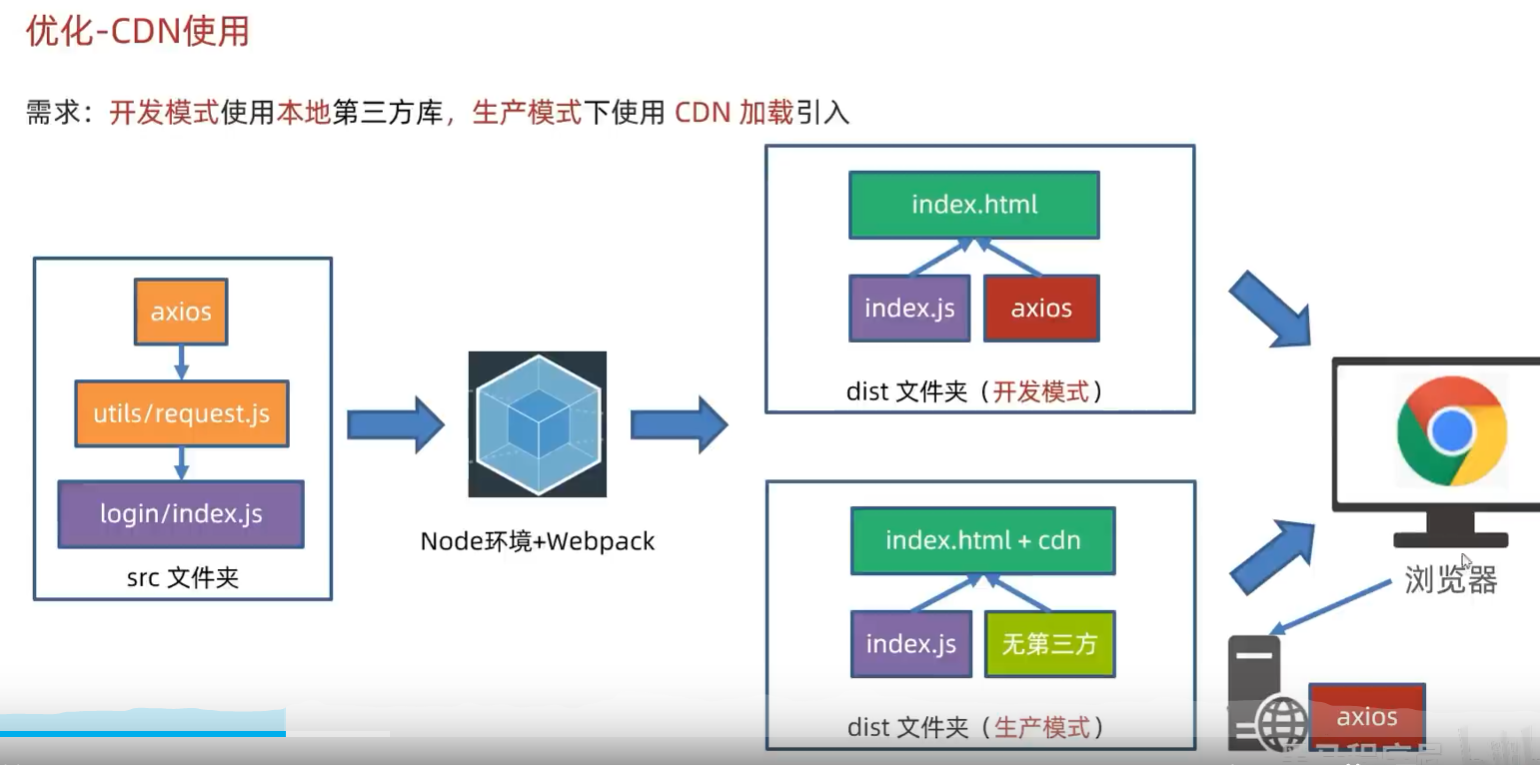 优化-CDN使用
需求：开发模式使用本地第三方库，生产模式下使用 CDN 加载引入
axios
utils/request.js
login/index.js
src 文件夹
Node环境+Webpack
index.html
index.js
axios
dist 文件夹（开发模式）
index.html + cdn
index.js
无第三方
dist 文件夹（生产模式）
浏览器
axios